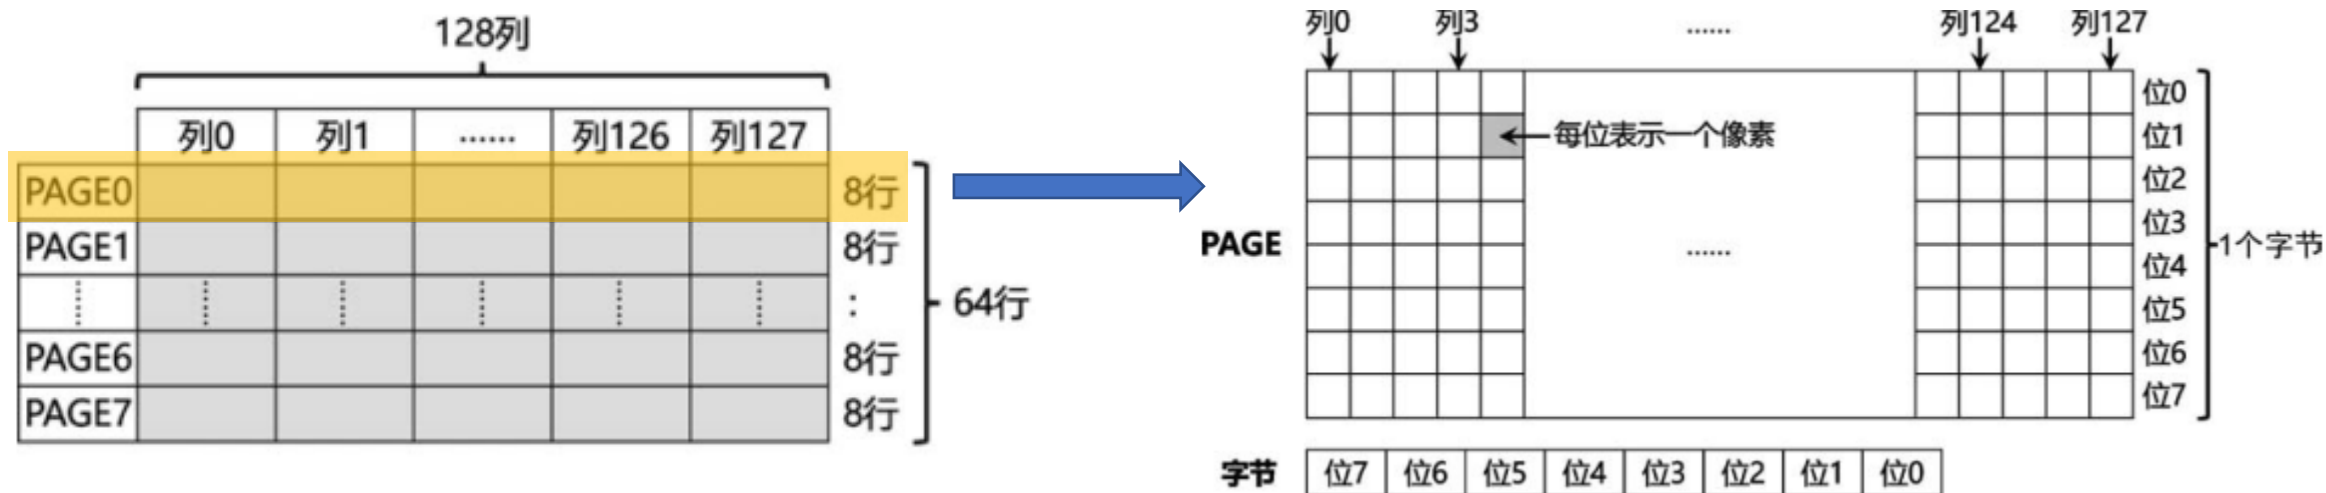 128列
列0 列1 …… 列126 列127
PAGE0 8行
PAGE1 8行
⋮ ⋮ ⋮ ⋮ ⋮ ⋮ :
64行
PAGE6 8行
PAGE7 8行
列0 列3 …… 列124 列127
位0
每位表示一个像素 位1
位2
位3
PAGE …… 1个字节
位4
位5
位6
位7
字节 位7 位6 位5 位4 位3 位2 位1 位0